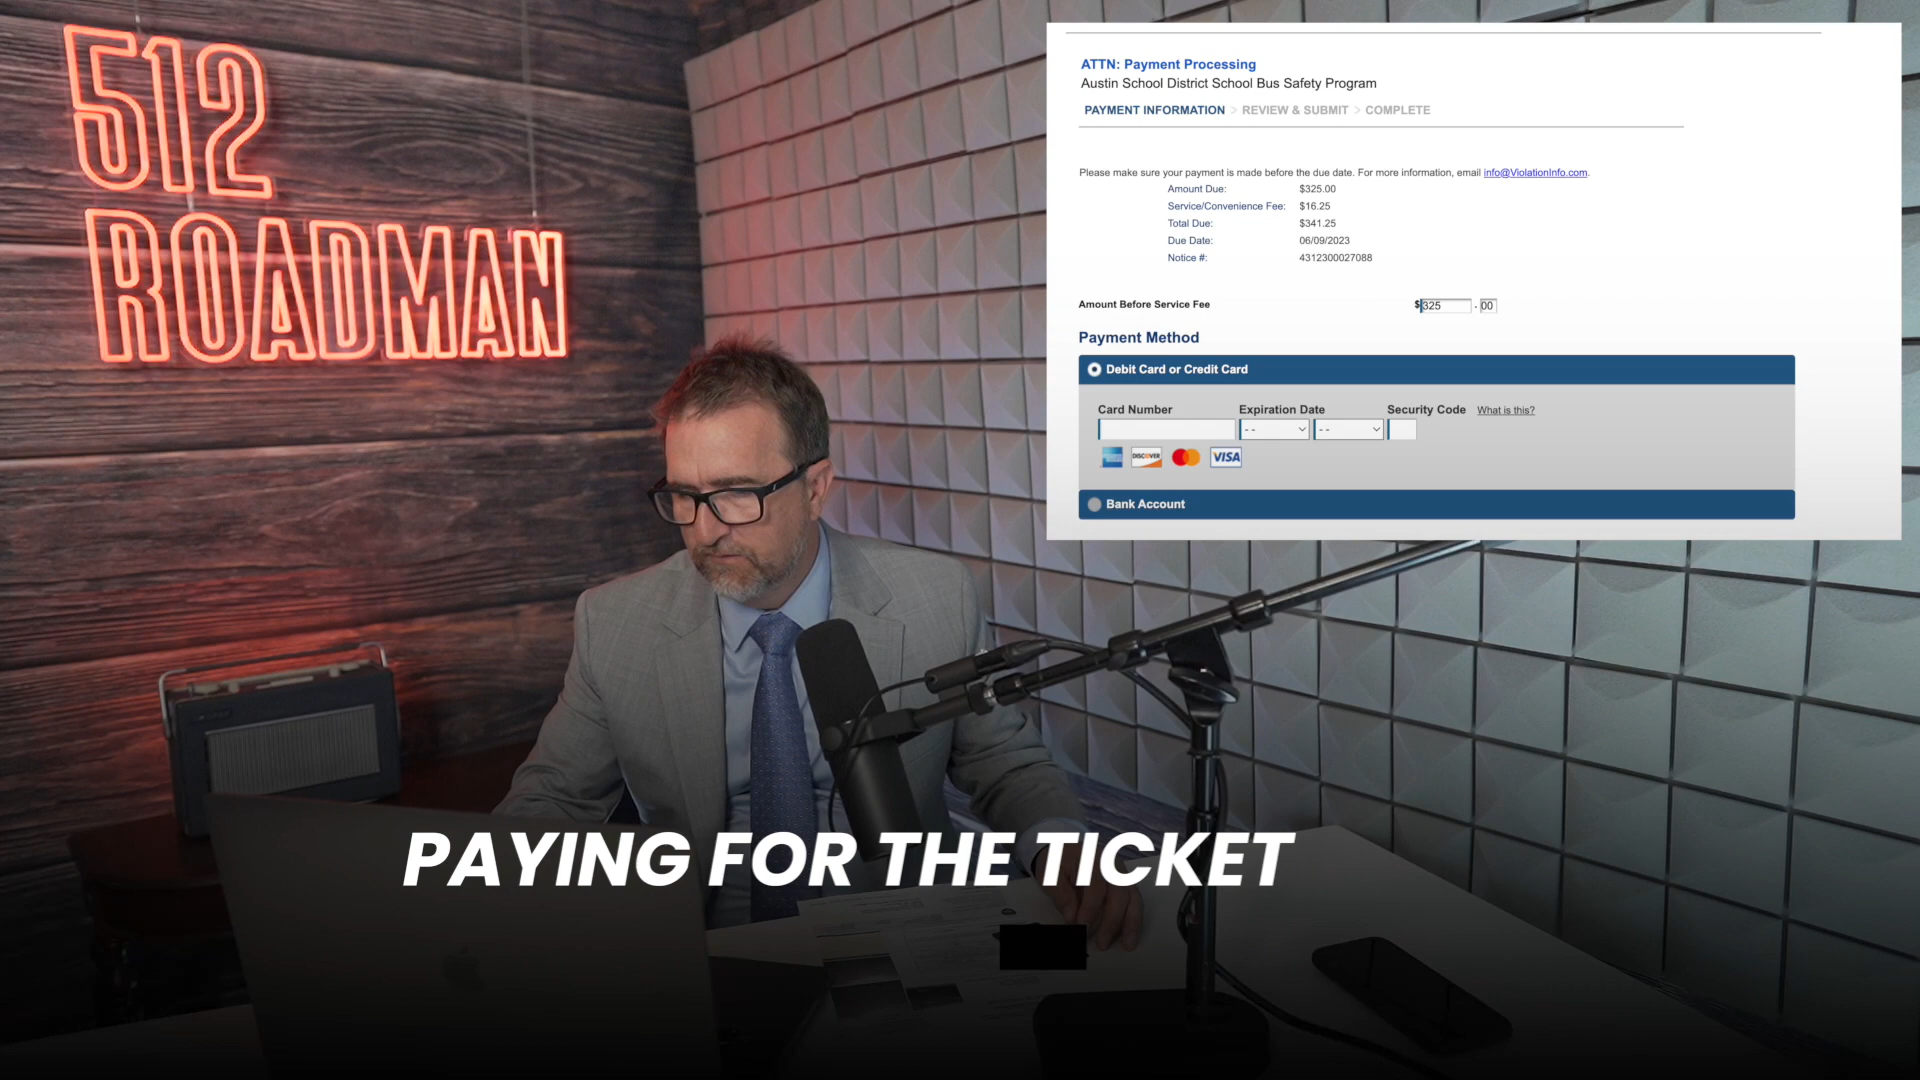 512
ROADMAN
ATTN: Payment Processing
Austin School District School Bus Safety Program
PAYMENT INFORMATION > REVIEW & SUBMIT > COMPLETE
Please make sure your payment is made before the due date. For more information, email info@ViolationInfo.com.
Amount Due: $325.00
Service/Convenience Fee: $16.25
Total Due: $341.25
Due Date: 06/09/2023
Notice #: 4312300027088
Amount Before Service Fee $325 . 00
Payment Method
Debit Card or Credit Card
Card Number Expiration Date Security Code What is this?
-- --
DISCOVER VISA
Bank Account
PAYING FOR THE TICKET